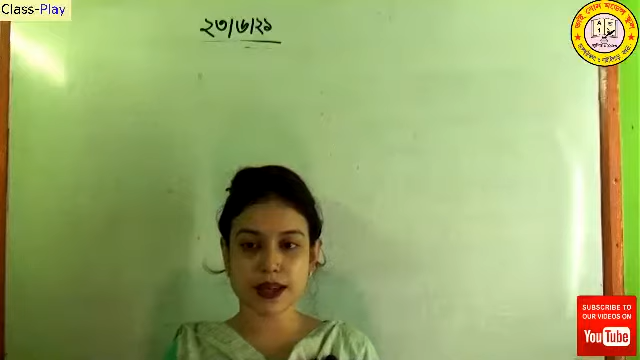 Class-Play
২৩/৬/২১
SUBSCRIBE TO
OUR VIDEOS ON
YouTube